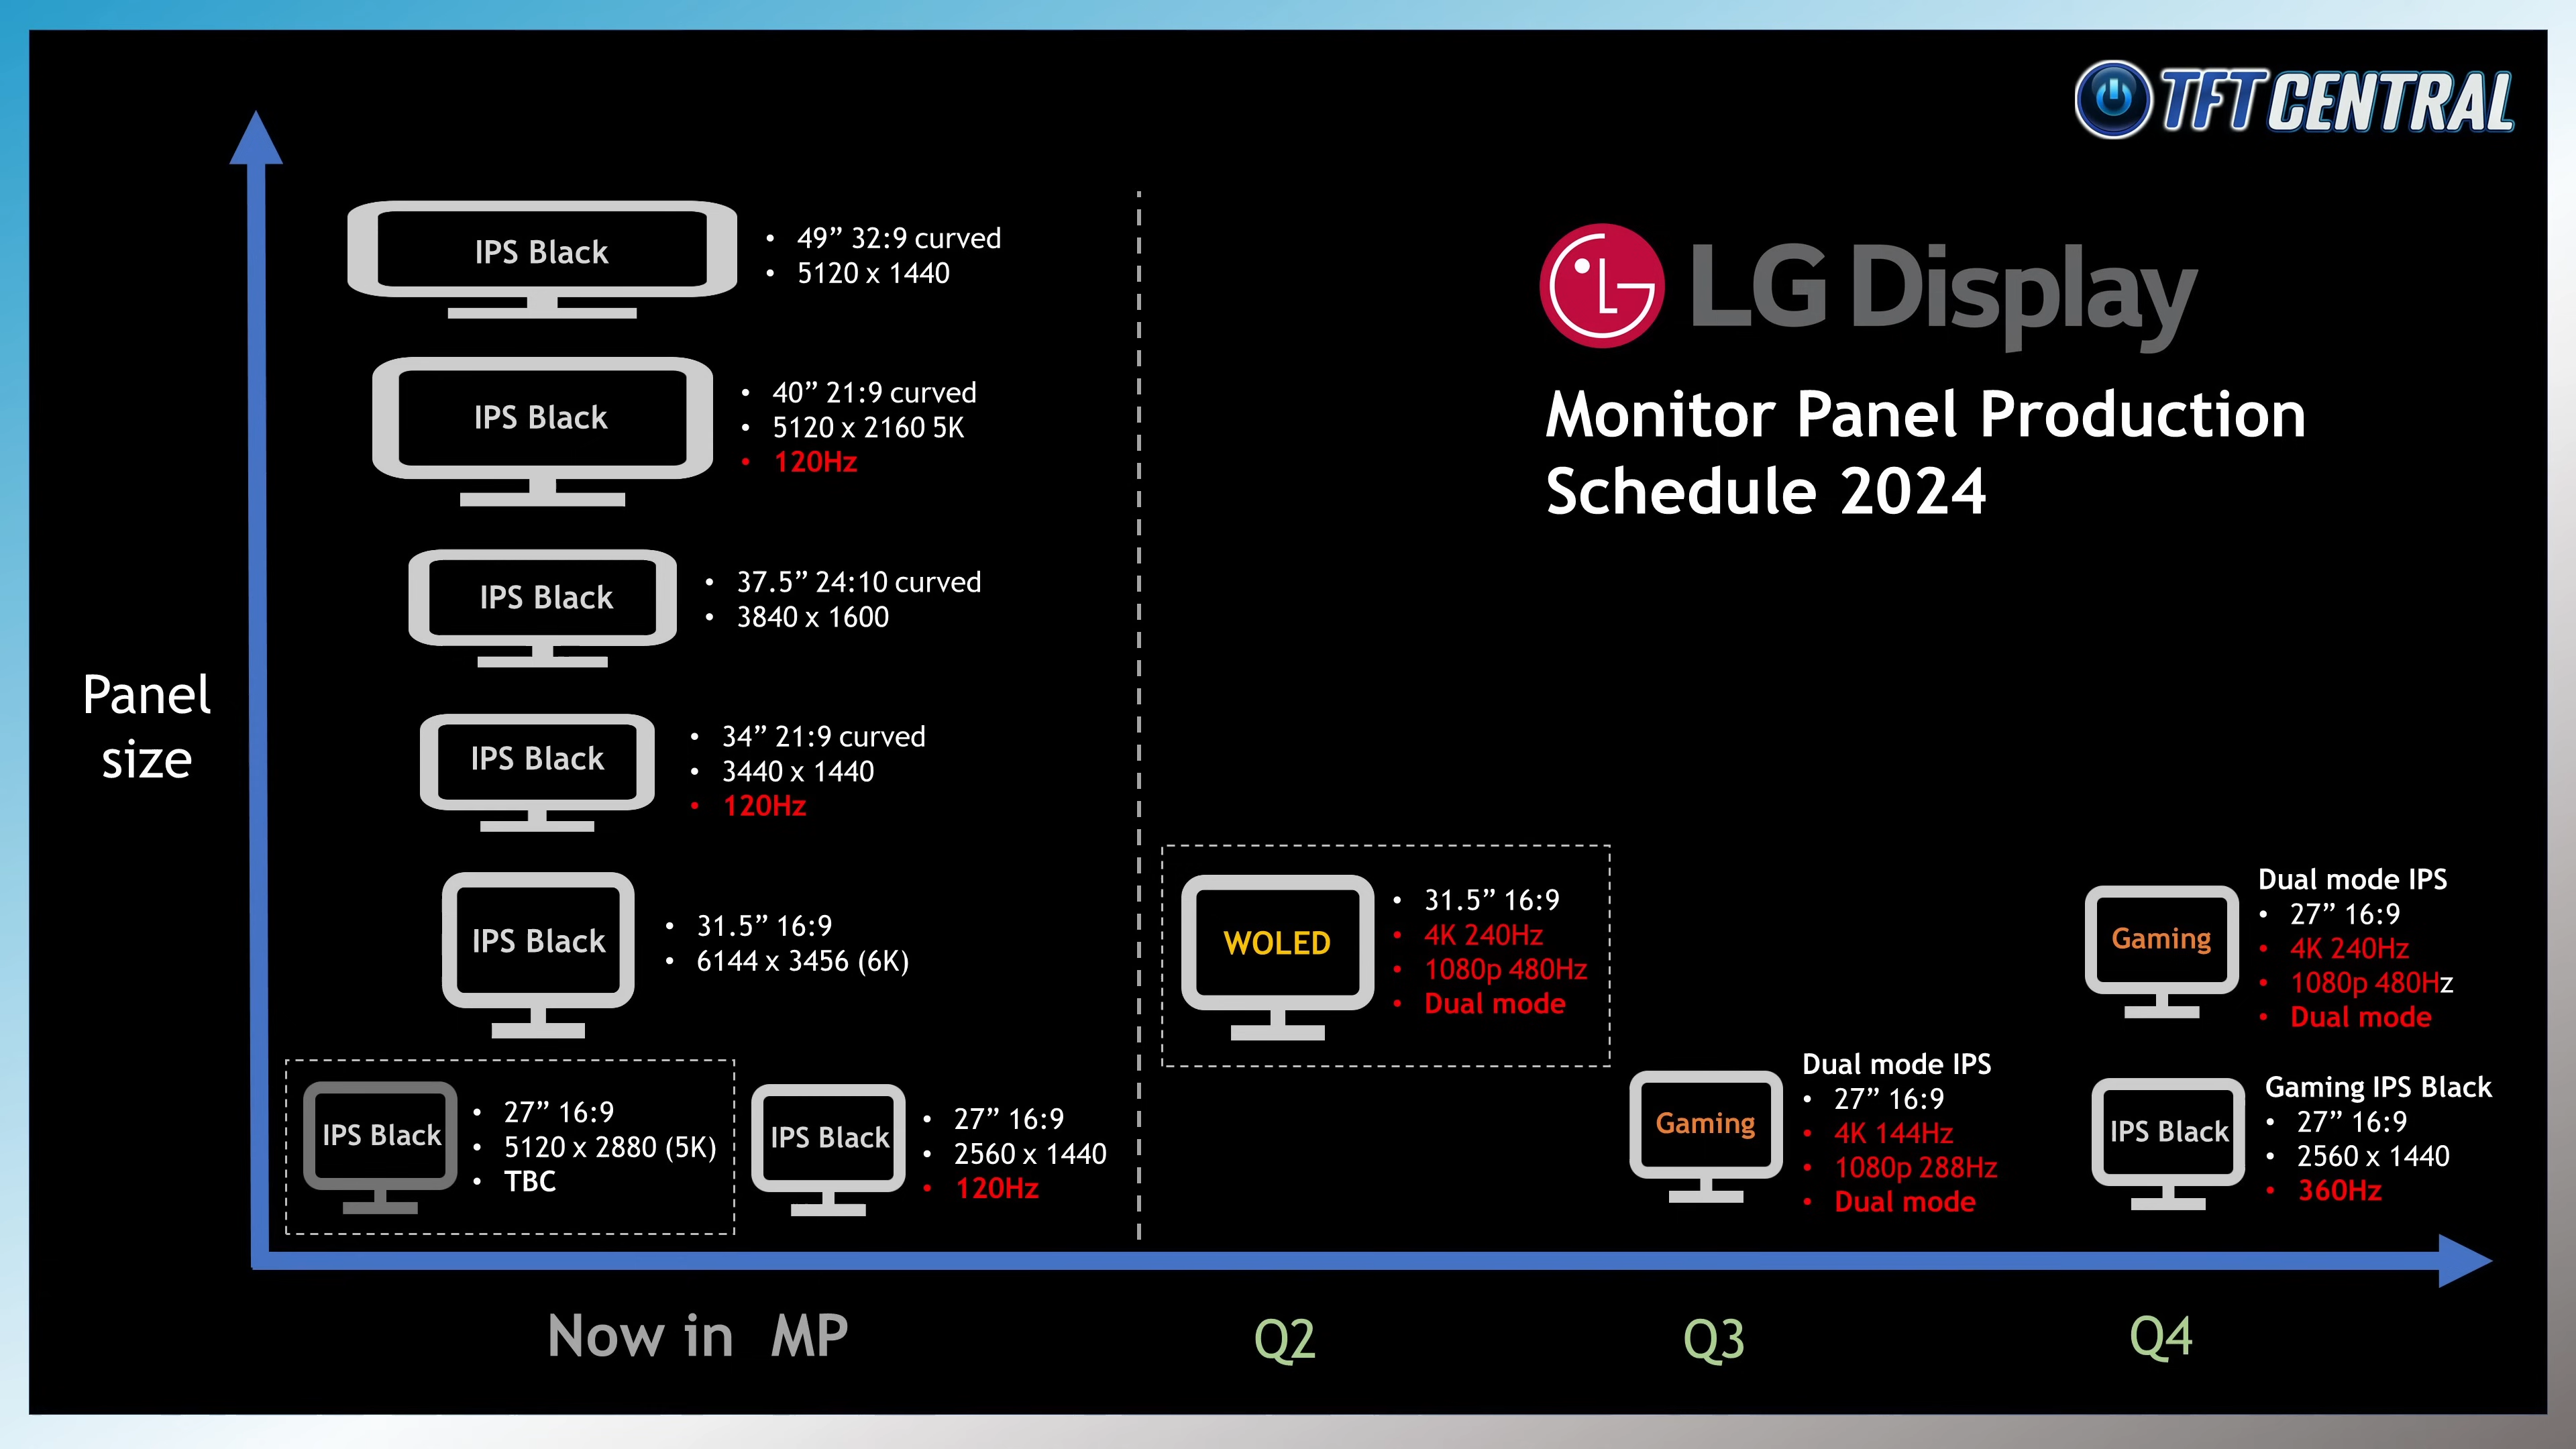 TFTCENTRAL
LG Display
Monitor Panel Production
Schedule 2024
Panel
size
IPS Black
• 49” 32:9 curved
• 5120 x 1440
IPS Black
• 40” 21:9 curved
• 5120 x 2160 5K
• 120Hz
IPS Black
• 37.5” 24:10 curved
• 3840 x 1600
IPS Black
• 34” 21:9 curved
• 3440 x 1440
• 120Hz
IPS Black
• 31.5” 16:9
• 6144 x 3456 (6K)
IPS Black
• 27” 16:9
• 5120 x 2880 (5K)
• TBC
IPS Black
• 27” 16:9
• 2560 x 1440
• 120Hz
WOLED
• 31.5” 16:9
• 4K 240Hz
• 1080p 480Hz
• Dual mode
Gaming
Dual mode IPS
• 27” 16:9
• 4K 144Hz
• 1080p 288Hz
• Dual mode
Gaming
Dual mode IPS
• 27” 16:9
• 4K 240Hz
• 1080p 480Hz
• Dual mode
IPS Black
Gaming IPS Black
• 27” 16:9
• 2560 x 1440
• 360Hz
Now in MP
Q2
Q3
Q4